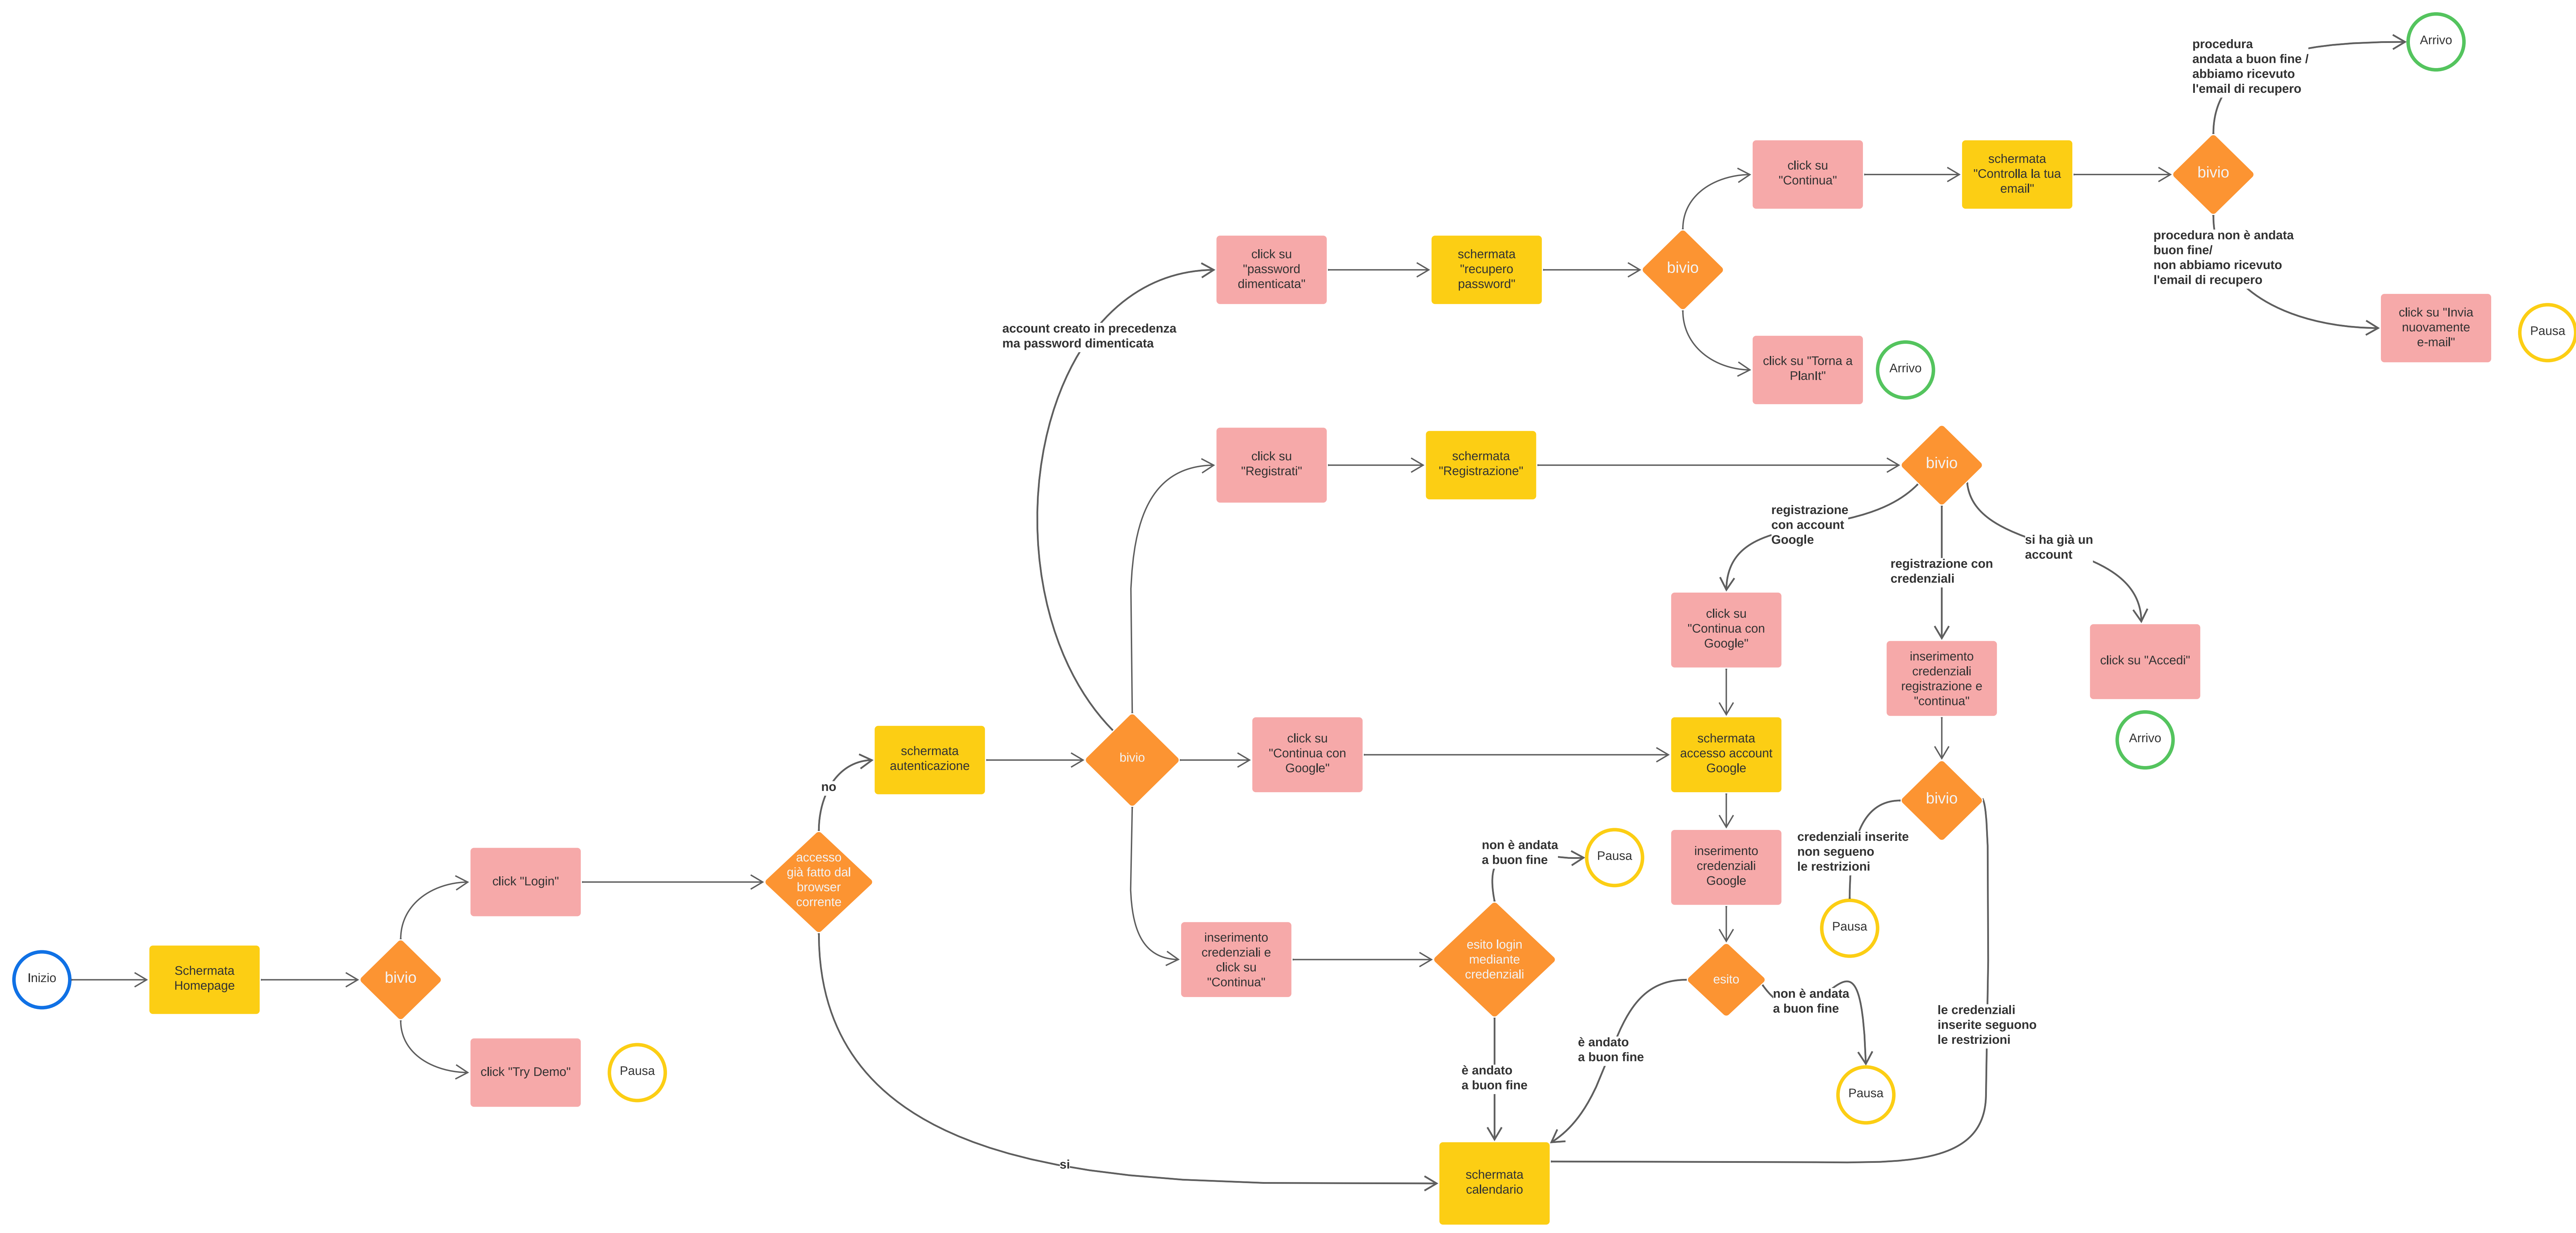 Arrivo
procedura
andata a buon fine /
abbiamo ricevuto
l'email di recupero
click su
"Continua"
schermata
"Controlla la tua
email"
bivio
procedura non è andata
buon fine/
non abbiamo ricevuto
l'email di recupero
click su
"password
dimenticata"
schermata
"recupero
password"
bivio
click su "Invia
nuovamente
e-mail"
Pausa
account creato in precedenza
ma password dimenticata
click su "Torna a
PlanIt"
Arrivo
click su
"Registrati"
schermata
"Registrazione"
bivio
registrazione
con account
Google
registrazione con
credenziali
si ha già un
account
click su
"Continua con
Google"
inserimento
credenziali
registrazione e
"continua"
click su "Accedi"
Arrivo
schermata
autenticazione
bivio
click su
"Continua con
Google"
schermata
accesso account
Google
bivio
no
click "Login"
accesso
già fatto dal
browser
corrente
non è andata
a buon fine
Pausa
inserimento
credenziali
Google
credenziali inserite
non segueno
le restrizioni
Pausa
Inizio
Schermata
Homepage
bivio
inserimento
credenziali e
click su
"Continua"
esito login
mediante
credenziali
esito
non è andata
a buon fine
le credenziali
inserite seguono
le restrizioni
click "Try Demo"
Pausa
è andato
a buon fine
è andato
a buon fine
Pausa
si
schermata
calendario